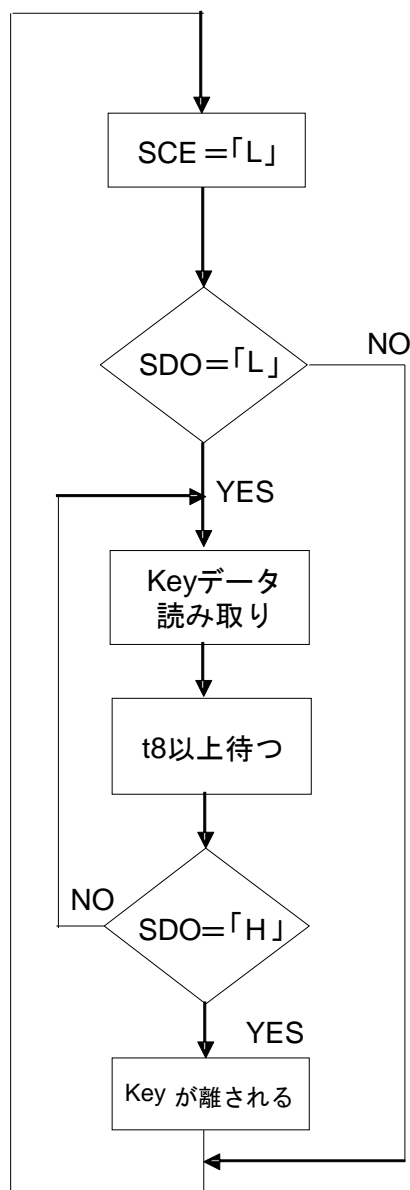 SCE=「L」
SDO=「L」
NO
YES
Keyデータ
読み取り
t8以上待つ
NO
SDO=「H」
YES
Key が離される